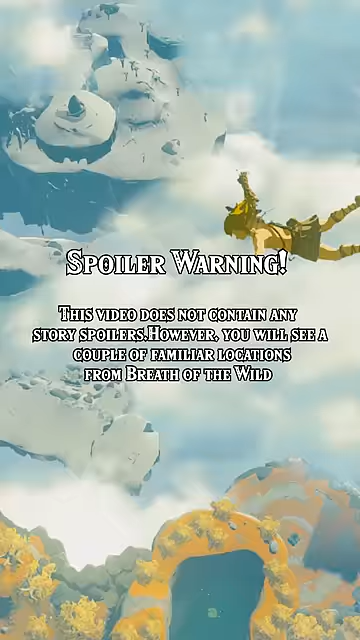 Spoiler Warning!
This video does not contain any
story spoilers.However, you will see a
couple of familiar locations
from Breath of the Wild